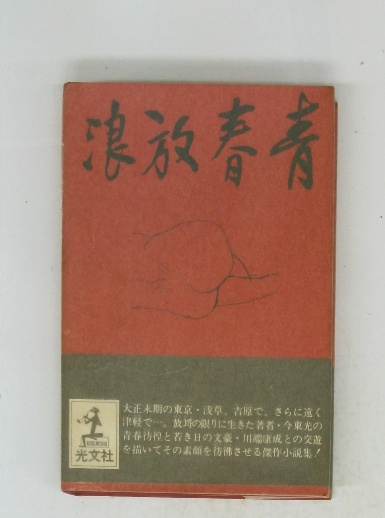 青春放浪
大正末期の東京・浅草、吉原で、さらに遠く
津軽で…。放埒の限りに生きた著者・今東光の
青春彷徨と若き日の文豪・川端康成との交遊
を描いてその素顔を彷彿させる傑作小説集!
光文社